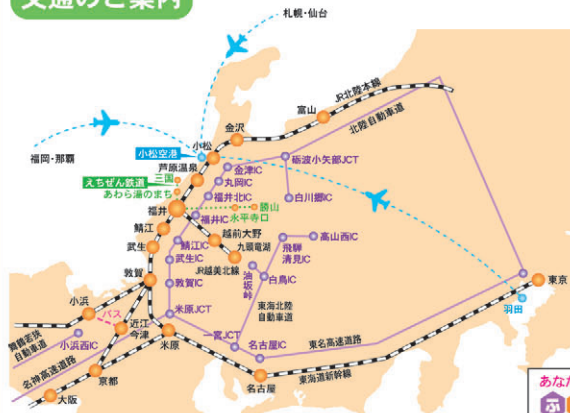 交通のご案内
札幌・仙台
福岡・那覇
小松空港
小松
金沢
富山
JR北陸本線
北陸自動車道
芦原温泉
三国
えちぜん鉄道
あわら湯のまち
金津IC
丸岡IC
福井北IC
砺波小矢部JCT
白川郷IC
福井
福井IC
勝山
永平寺口
鯖江
越前大野
九頭竜湖
JR越美北線
飛騨
清見IC
高山西IC
武生
鯖江IC
武生IC
油坂峠
白鳥IC
敦賀
敦賀IC
東海北陸
自動車道
小浜
バス
米原JCT
近江
今津
小浜西IC
舞鶴若狭
自動車道
名神高速道路
米原
一宮JCT
名古屋IC
東名高速道路
東海道新幹線
京都
大阪
名古屋
東京
羽田
あなた